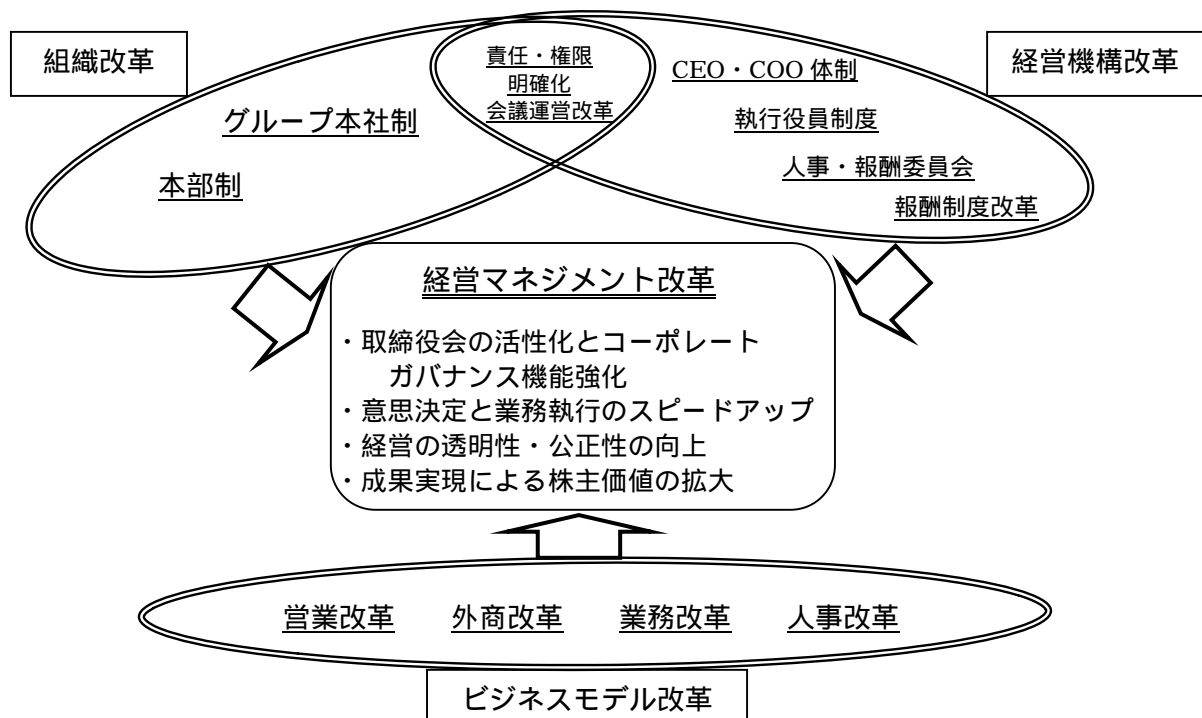 組織改革
グループ本社制
本部制
責任・権限
明確化
会議運営改革
経営機構改革
CEO・COO 体制
執行役員制度
人事・報酬委員会
報酬制度改革
経営マネジメント改革
・取締役会の活性化とコーポレート
ガバナンス機能強化
・意思決定と業務執行のスピードアップ
・経営の透明性・公正性の向上
・成果実現による株主価値の拡大
営業改革 外商改革 業務改革 人事改革
ビジネスモデル改革